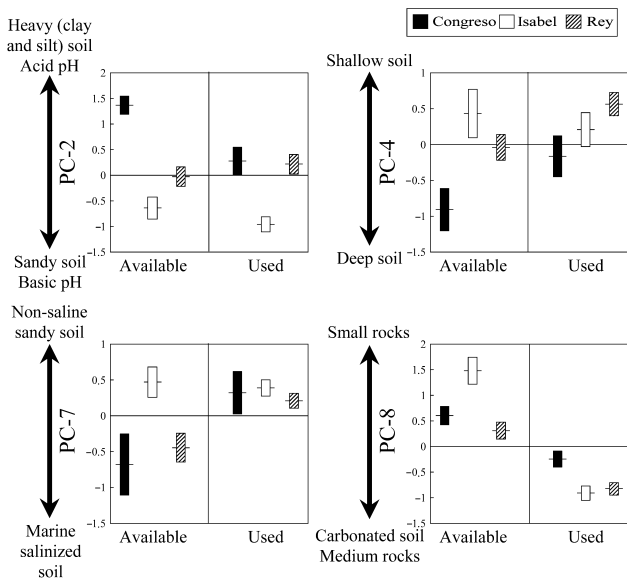 Congreso Isabel Rey
Heavy (clay
and silt) soil
Acid pH
PC-2
2
1.5
1
0.5
0
-0.5
-1
-1.5
Sandy soil
Basic pH
Available Used
Shallow soil
PC-4
1
0.5
0
-0.5
-1
-1.5
Deep soil
Available Used
Non-saline
sandy soil
PC-7
1
0.5
0
-0.5
-1
-1.5
Marine
salinized
soil
Available Used
Small rocks
PC-8
2
1.5
1
0.5
0
-0.5
-1
-1.5
Carbonated soil
Medium rocks
Available Used